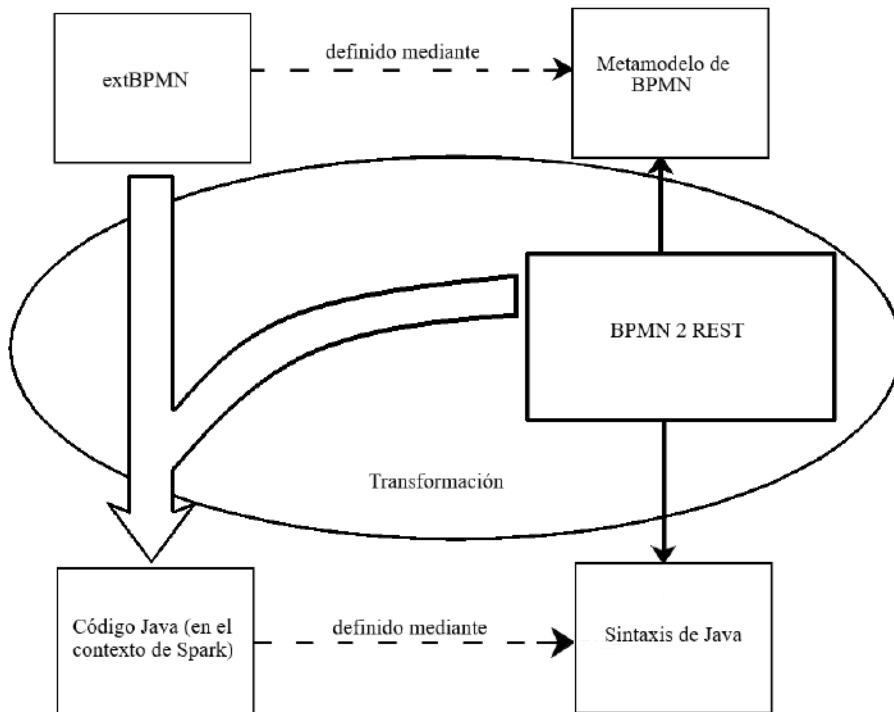 extBPMN
definido mediante
Metamodelo de
BPMN
BPMN 2 REST
Transformación
Código Java (en el
contexto de Spark)
definido mediante
Sintaxis de Java